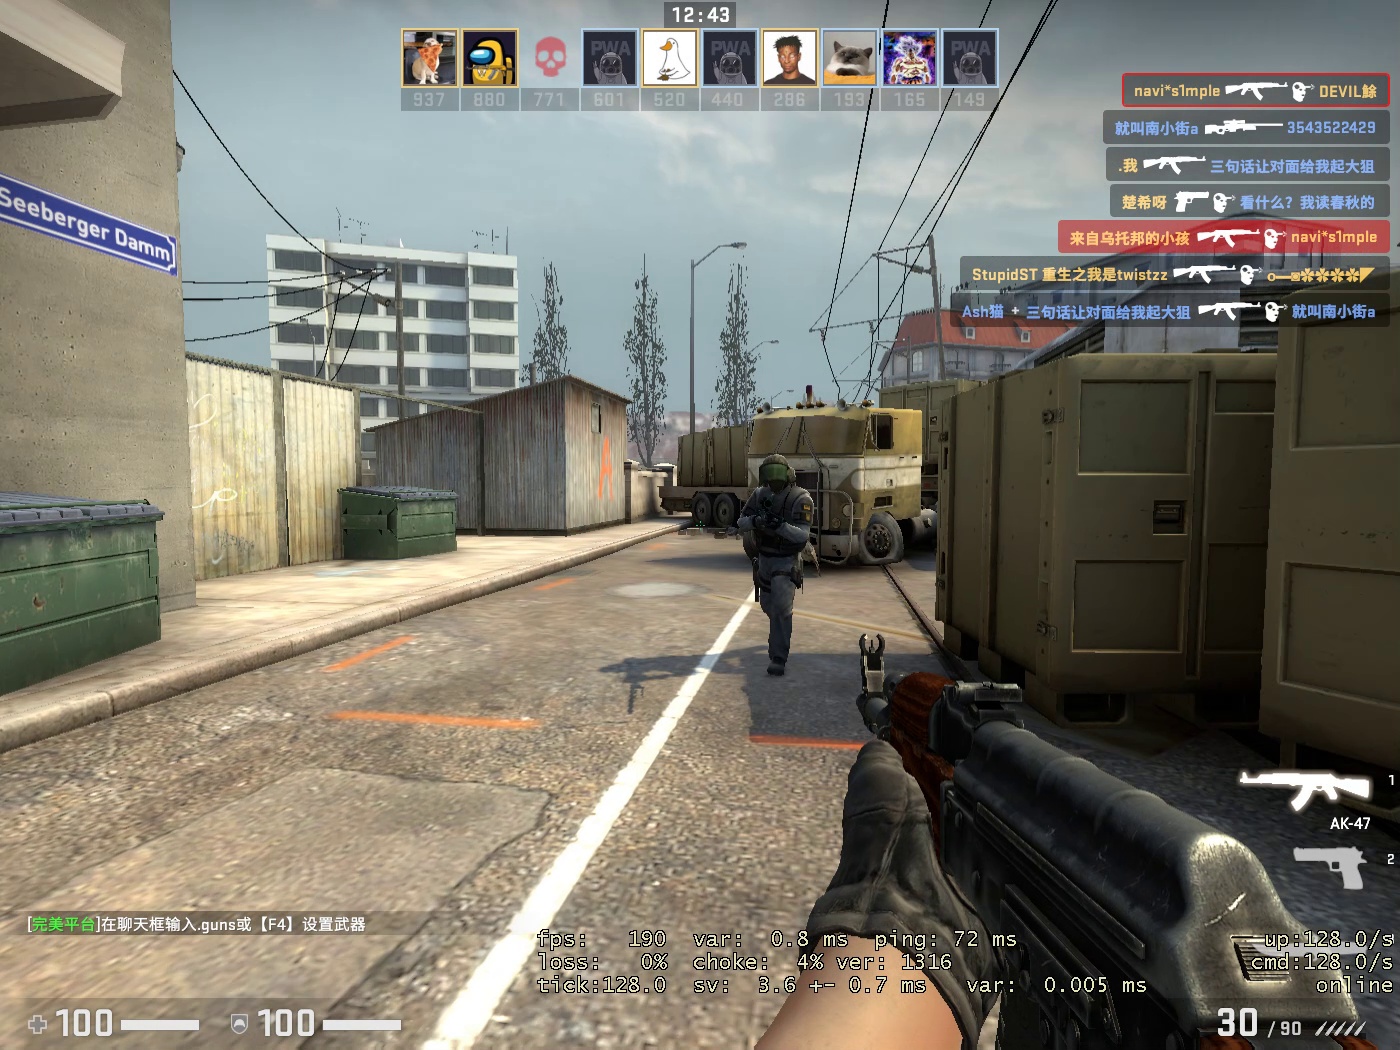 12:43
PWA
PWA
PWA
937 880 771 601 520 440 286 193 165 149
navi*s1mple DEVIL餘
就叫南小街a 3543522429
.我 三句话让对面给我起大狙
楚希呀 看什么？我读春秋的
来自乌托邦的小孩 navi*s1mple
StupidST 重生之我是twistzz
Ash猫 + 三句话让对面给我起大狙 就叫南小街a
Seeberger Damm
A
1
AK-47
2
[完美平台]在聊天框输入.guns或【F4】设置武器
fps: 190 var: 0.8 ms ping: 72 ms up:128.0/s
loss: 0% choke: 4% ver: 1316 cmd:128.0/s
tick:128.0 sv: 3.6 +- 0.7 ms var: 0.005 ms online
100 100 30 / 90